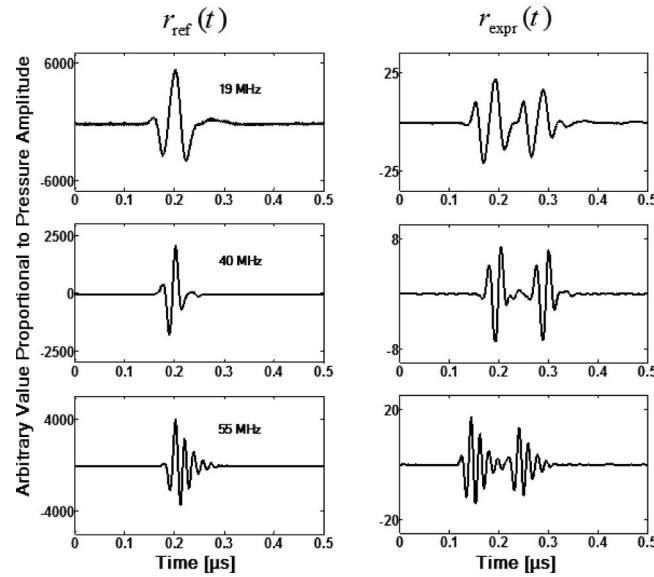 r_ref (t)
r_expr (t)
Arbitrary Value Proportional to Pressure Amplitude
6000
-6000
19 MHz
0 0.1 0.2 0.3 0.4 0.5
25
-25
0 0.1 0.2 0.3 0.4 0.5
2500
0
-2500
40 MHz
0 0.1 0.2 0.3 0.4 0.5
8
-8
0 0.1 0.2 0.3 0.4 0.5
4000
-4000
55 MHz
0 0.1 0.2 0.3 0.4 0.5
Time [µs]
20
-20
0 0.1 0.2 0.3 0.4 0.5
Time [µs]